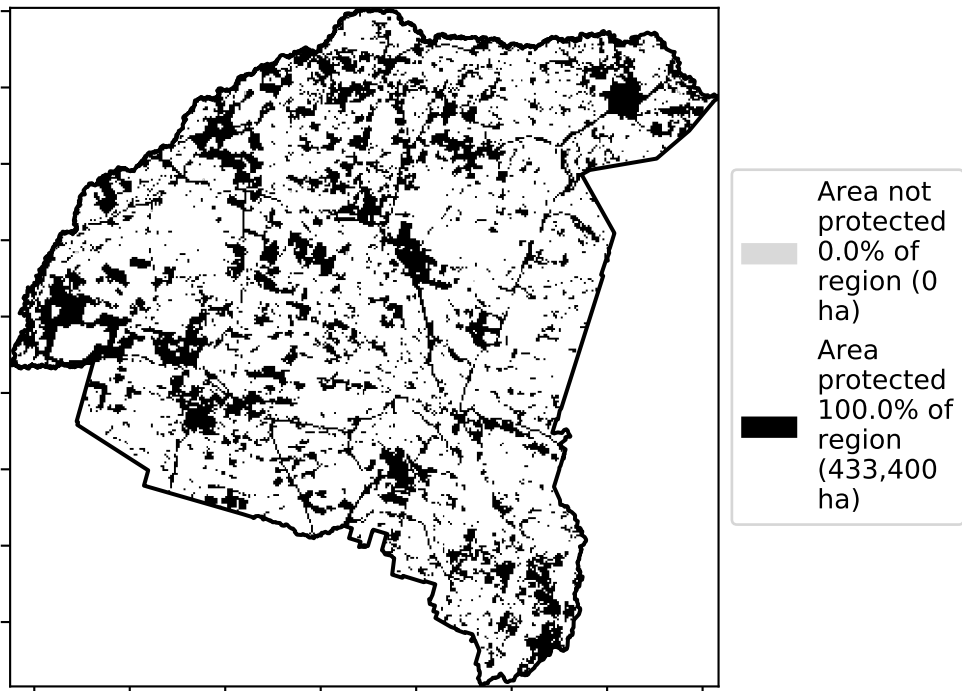 Area not
protected
0.0% of
region (0
ha)
Area
protected
100.0% of
region
(433,400
ha)